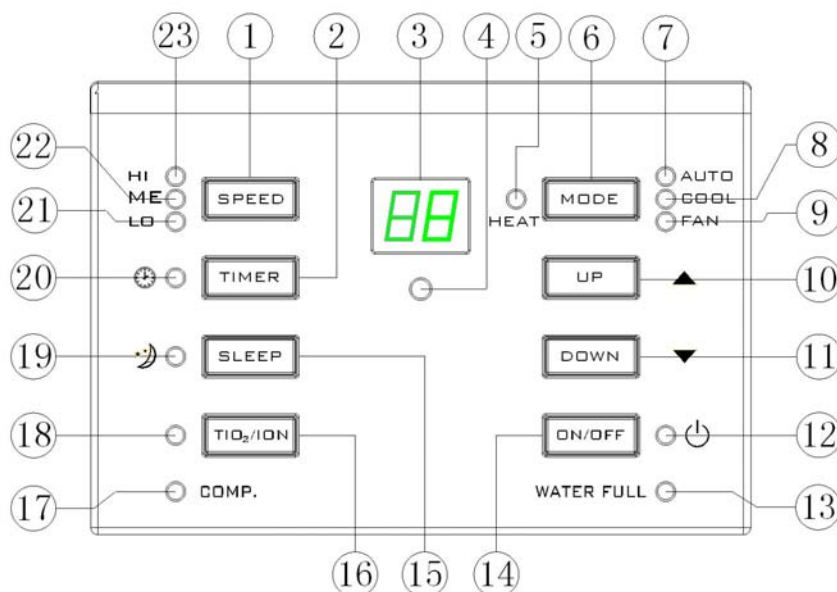 23 1 2 3 4 5 6 7
22 HI SPEED 88 HEAT MODE AUTO 8
ME COOL
21 LO FAN 9
20 TIMER UP ▲ 10
19 SLEEP DOWN ▼ 11
18 TIO₂/ION ON/OFF 12
17 COMP. WATER FULL 13
16 15 14